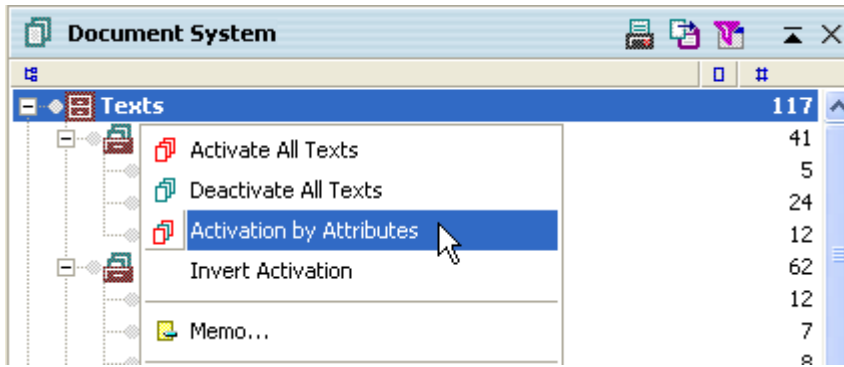 Document System
#
Texts 117
41
Activate All Texts
5
Deactivate All Texts
24
Activation by Attributes
12
Invert Activation
62
12
Memo...
7
8